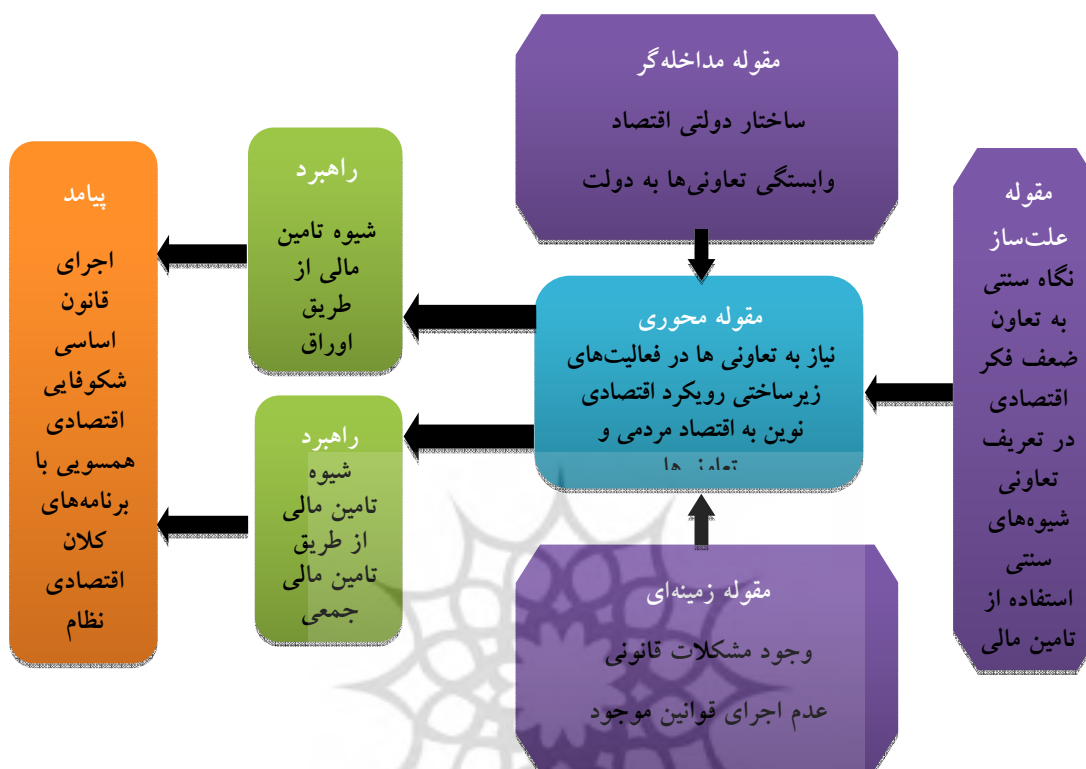 مقوله مداخله‌گر
ساختار دولتی اقتصاد
وابستگی تعاونی‌ها به دولت
مقوله
علت‌ساز
نگاه سنتی
به تعاون
ضعف فکر
اقتصادی
در تعریف
تعاونی
شیوه‌های
سنتی
استفاده از
تامین مالی
مقوله محوری
نیاز به تعاونی ها در فعالیت‌های
زیرساختی رویکرد اقتصادی
نوین به اقتصاد مردمی و
تعاونی ها
مقوله زمینه‌ای
وجود مشکلات قانونی
عدم اجرای قوانین موجود
راهبرد
شیوه تامین
مالی از
طریق
اوراق
راهبرد
شیوه
تامین مالی
از طریق
تامین مالی
جمعی
پیامد
اجرای
قانون
اساسی
شکوفایی
اقتصادی
همسویی با
برنامه‌های
کلان
اقتصادی
نظام